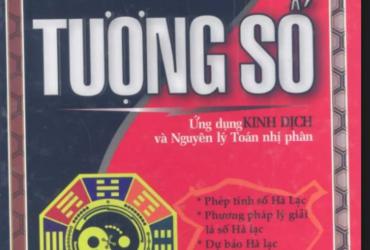 TƯỢNG SỐ
Ứng dụng KINH DỊCH
và Nguyên lý Toán nhị phân
* Phép tính số Hà Lạc
* Phương pháp lý giải
lá số Hà lạc
* Dự báo Hà lạc